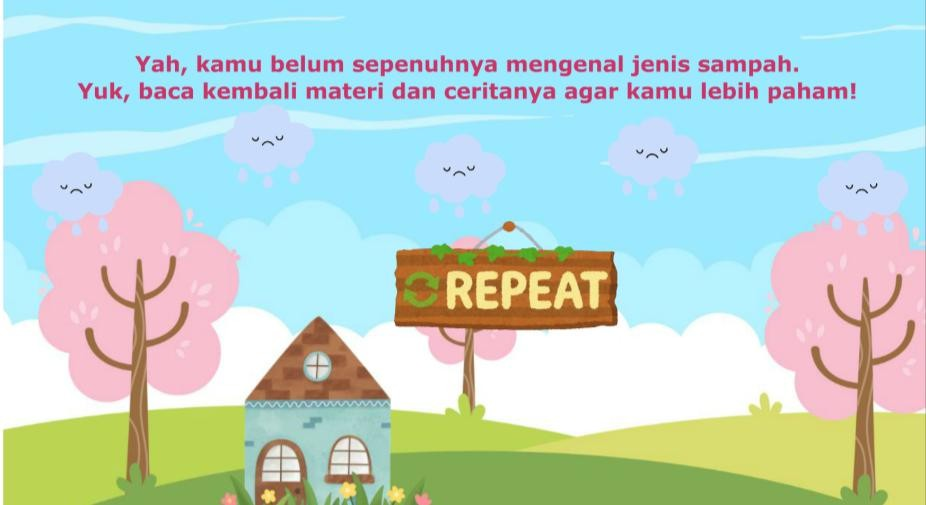 Yah, kamu belum sepenuhnya mengenal jenis sampah.
Yuk, baca kembali materi dan ceritanya agar kamu lebih paham!
REPEAT